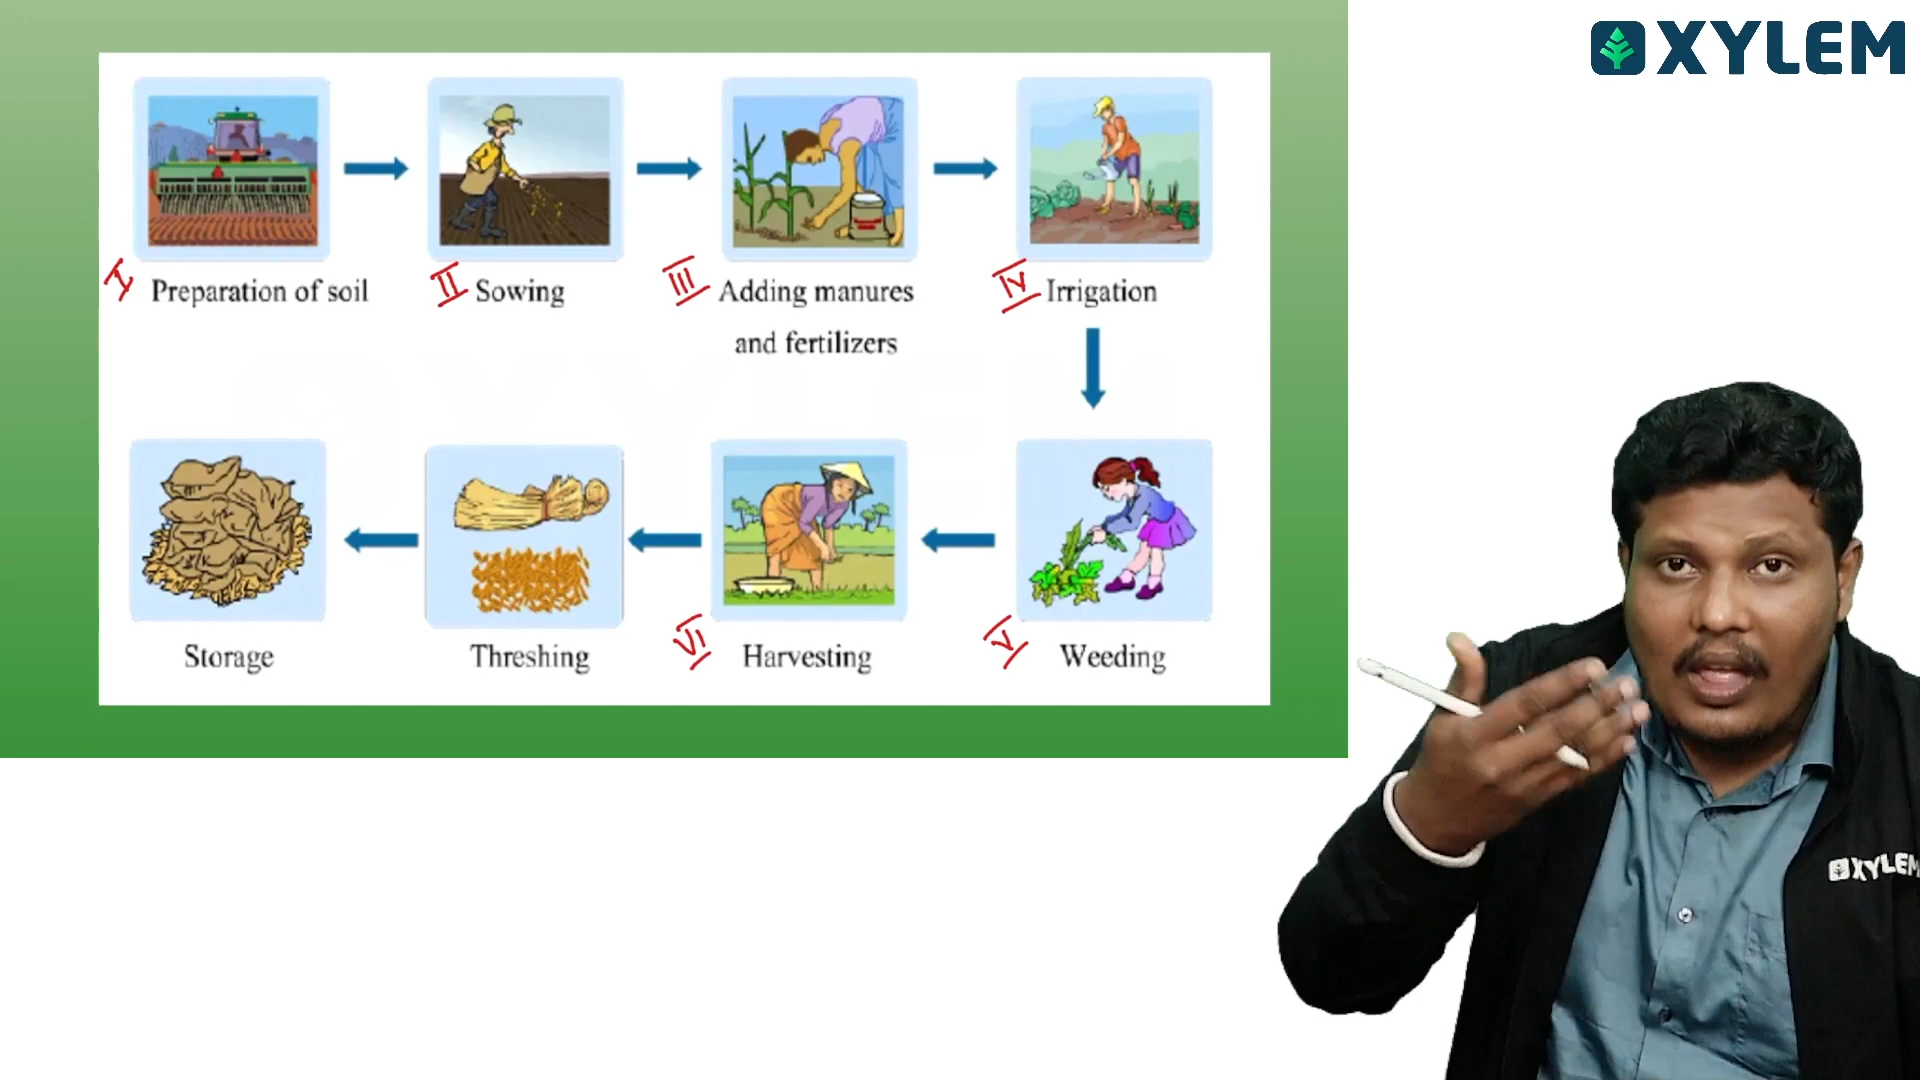 XYLEM
I Preparation of soil
II Sowing
III Adding manures
and fertilizers
IV Irrigation
Storage
Threshing
VI Harvesting
V Weeding
XYLEM